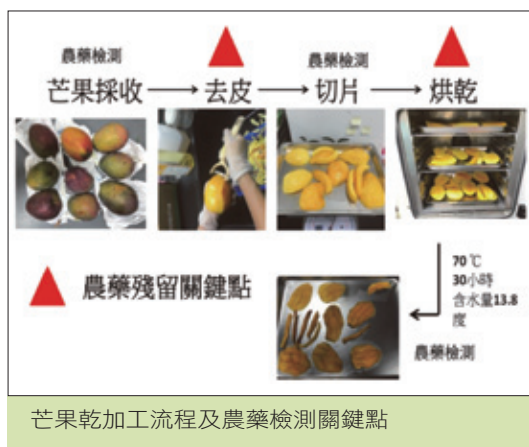 農藥檢測 農藥檢測
芒果採收 → 去皮 → 切片 → 烘乾
70℃
30小時
含水量13.8
度
農藥殘留關鍵點
農藥檢測
芒果乾加工流程及農藥檢測關鍵點